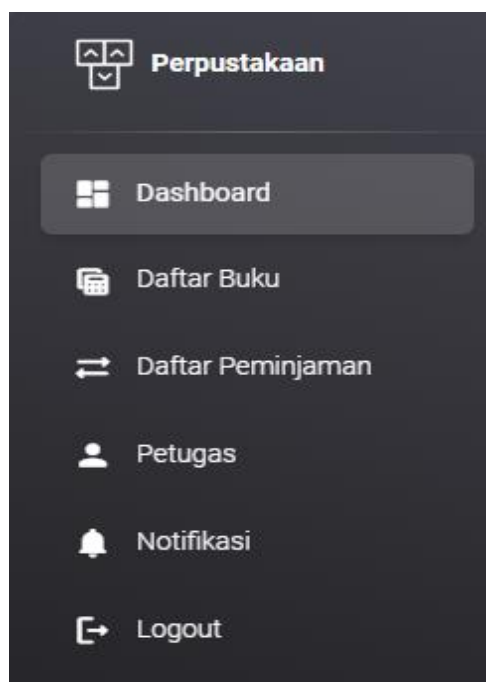 Perpustakaan
Dashboard
Daftar Buku
Daftar Peminjaman
Petugas
Notifikasi
Logout